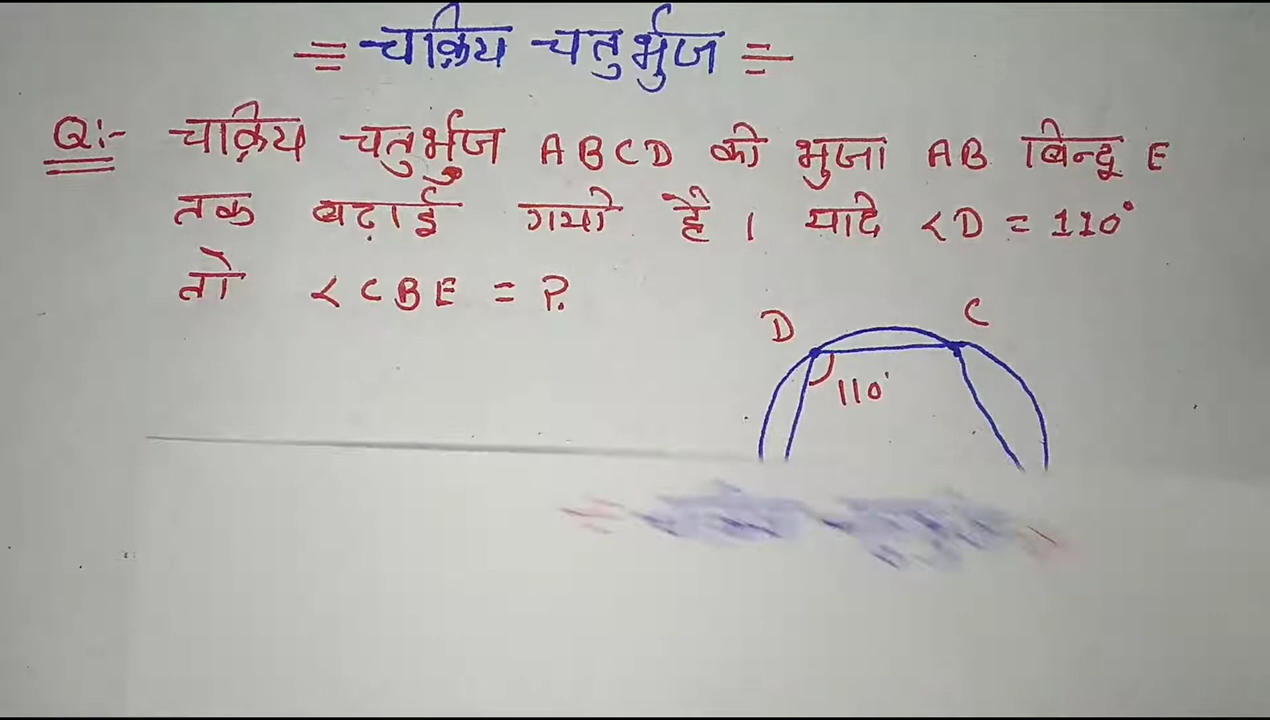 = चक्रिय चतुर्भुज =
Q:- चक्रिय चतुर्भुज ABCD की भुजा AB बिन्दू E
तक बढ़ाई गयी है । यदि <D = 110°
तो <CBE = ?
D C
110°